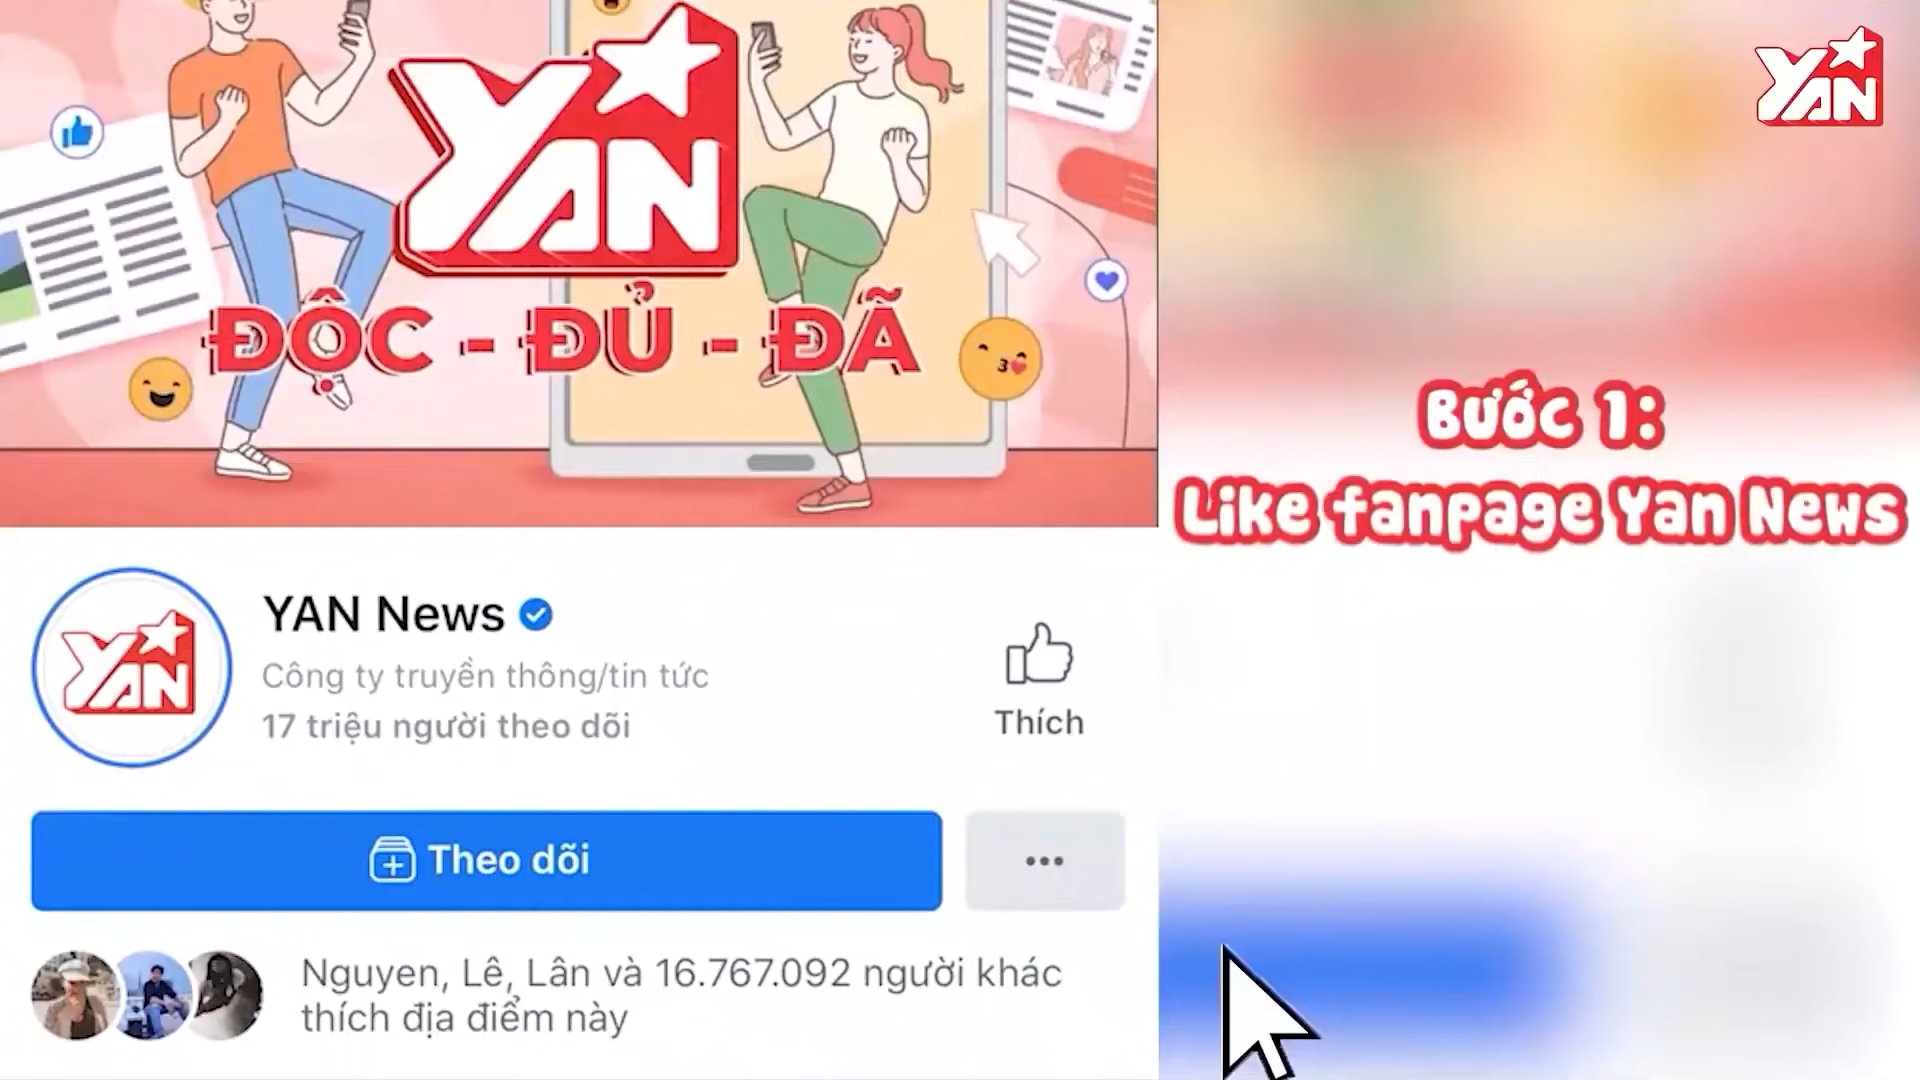 YAN
ĐỘC - ĐỦ - ĐÃ
YAN
YAN News
Công ty truyền thông/tin tức
17 triệu người theo dõi
Thích
Theo dõi
Nguyen, Lê, Lân và 16.767.092 người khác
thích địa điểm này
YAN
Bước 1:
Like fanpage Yan News